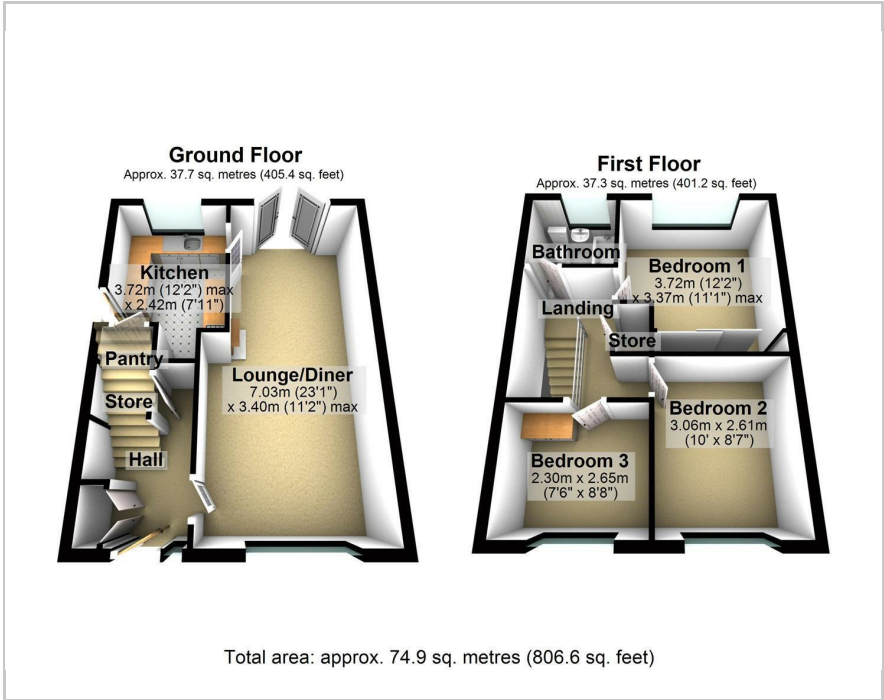 Ground Floor
Approx. 37.7 sq. metres (405.4 sq. feet)
Kitchen
3.72m (12'2") max
x 2.42m (7'11")
Pantry
Store
Hall
Lounge/Diner
7.03m (23'1")
x 3.40m (11'2") max
First Floor
Approx. 37.3 sq. metres (401.2 sq. feet)
Bathroom
Bedroom 1
3.72m (12'2")
x 3.37m (11'1") max
Landing
Store
Bedroom 2
3.06m x 2.61m
(10' x 8'7")
Bedroom 3
2.30m x 2.65m
(7'6" x 8'8")
Total area: approx. 74.9 sq. metres (806.6 sq. feet)